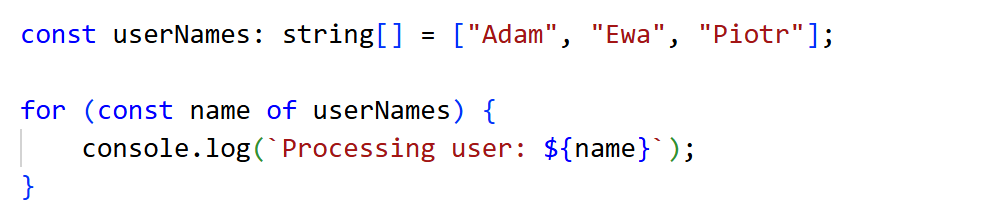 const userNames: string[] = ["Adam", "Ewa", "Piotr"];

for (const name of userNames) {
    console.log(`Processing user: ${name}`);
}